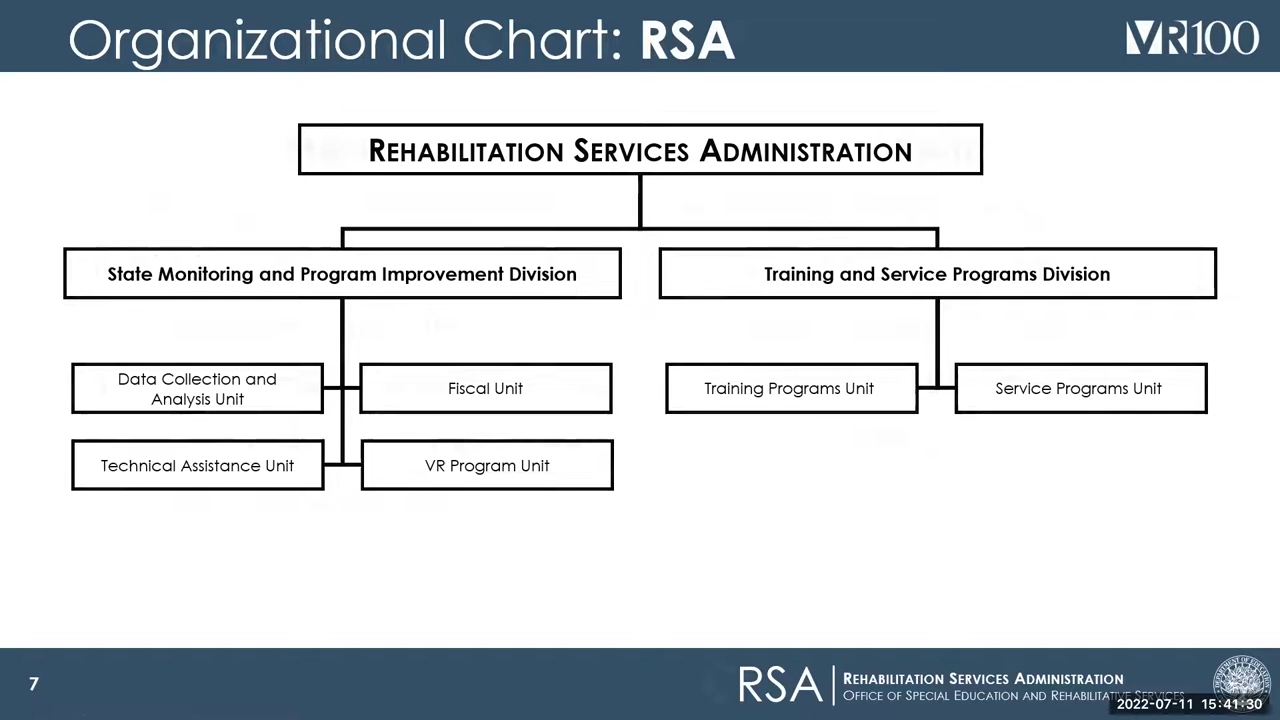 Organizational Chart: RSA
VR100
REHABILITATION SERVICES ADMINISTRATION
State Monitoring and Program Improvement Division
Training and Service Programs Division
Data Collection and
Analysis Unit
Fiscal Unit
Training Programs Unit
Service Programs Unit
Technical Assistance Unit
VR Program Unit
7
RSA
REHABILITATION SERVICES ADMINISTRATION
OFFICE OF SPECIAL EDUCATION AND REHABILITATIVE SERVICES
2022-07-11 15:41:30